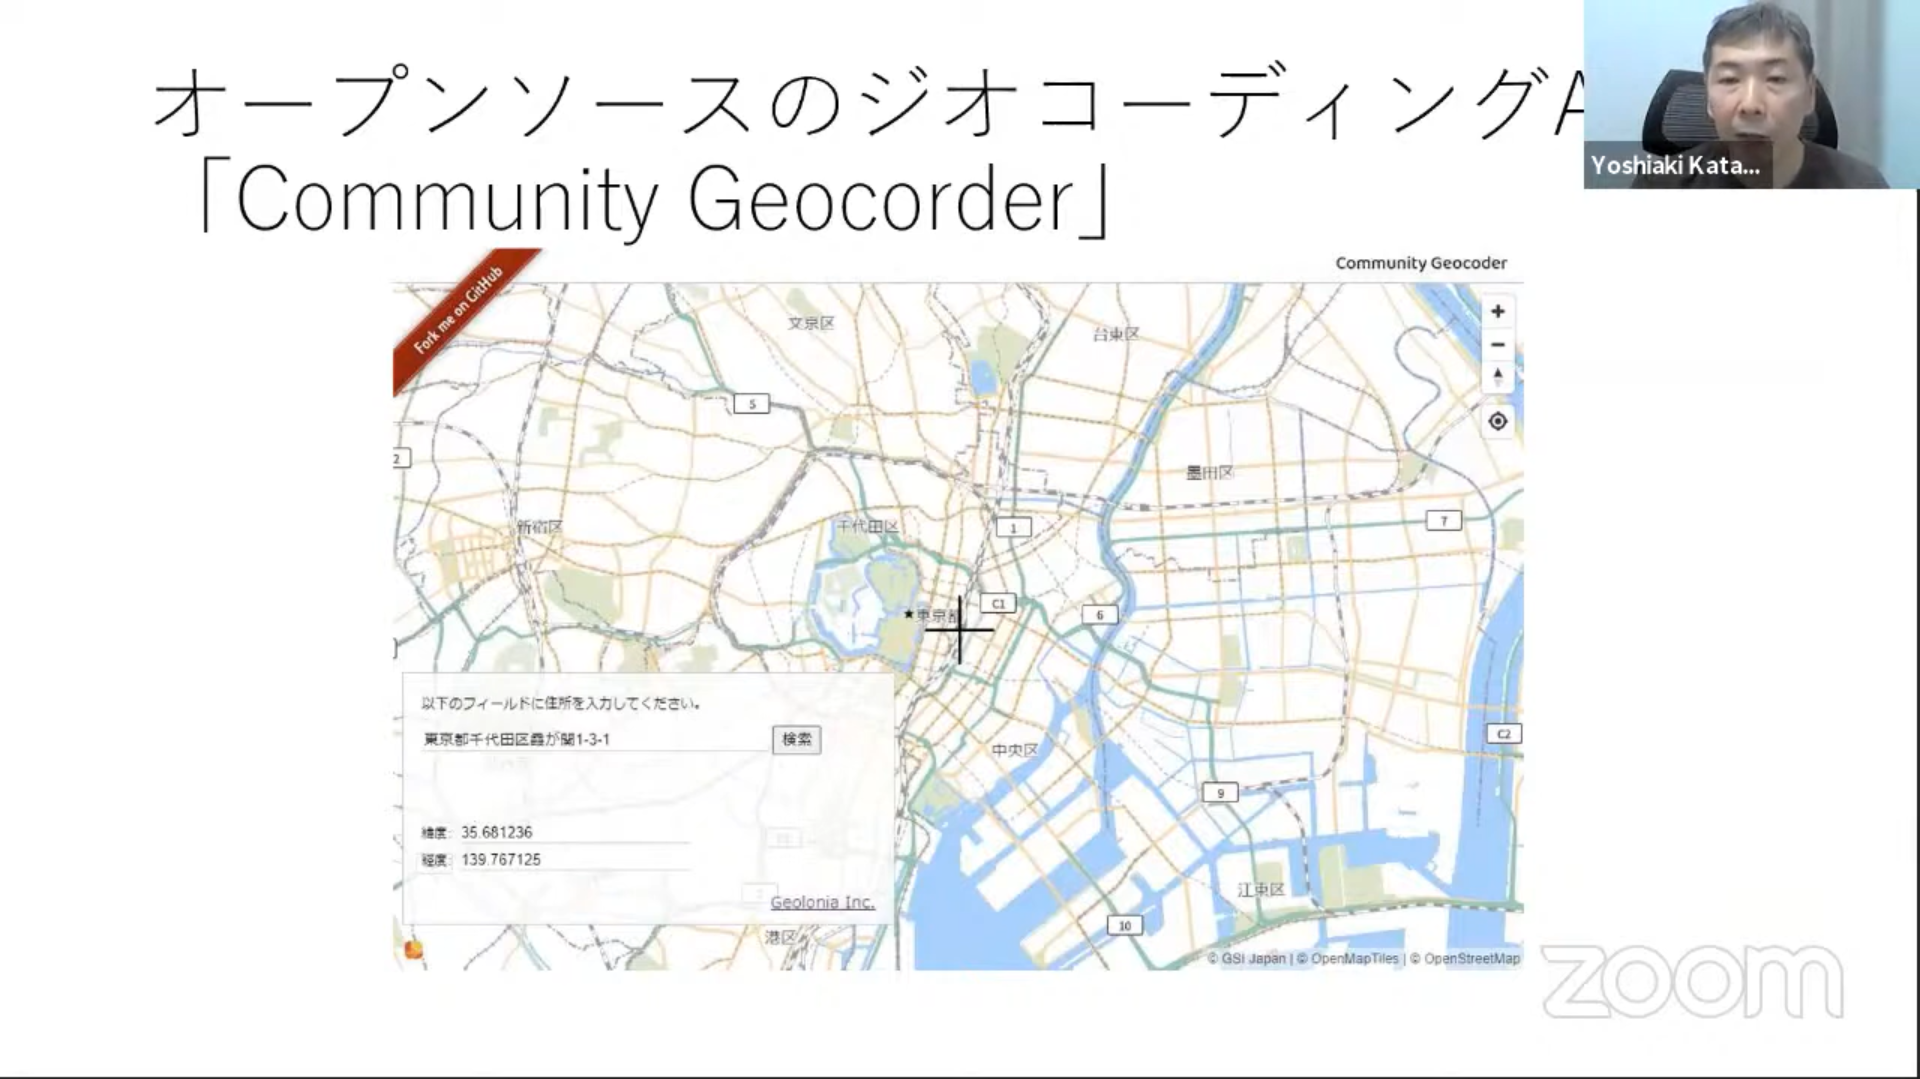 オープンソースのジオコーディングA
「Community Geocorder」
Yoshiaki Kata...
Fork me on GitHub
Community Geocoder
文京区
台東区
5
2
墨田区
新宿区
千代田区
1
7
★東京都
C1
6
以下のフィールドに住所を入力してください。
東京都千代田区霞が関1-3-1
検索
中央区
C2
9
緯度: 35.681236
経度: 139.767125
江東区
Geolonia Inc.
10
港区
© GSI Japan | © OpenMapTiles | © OpenStreetMap
zoom